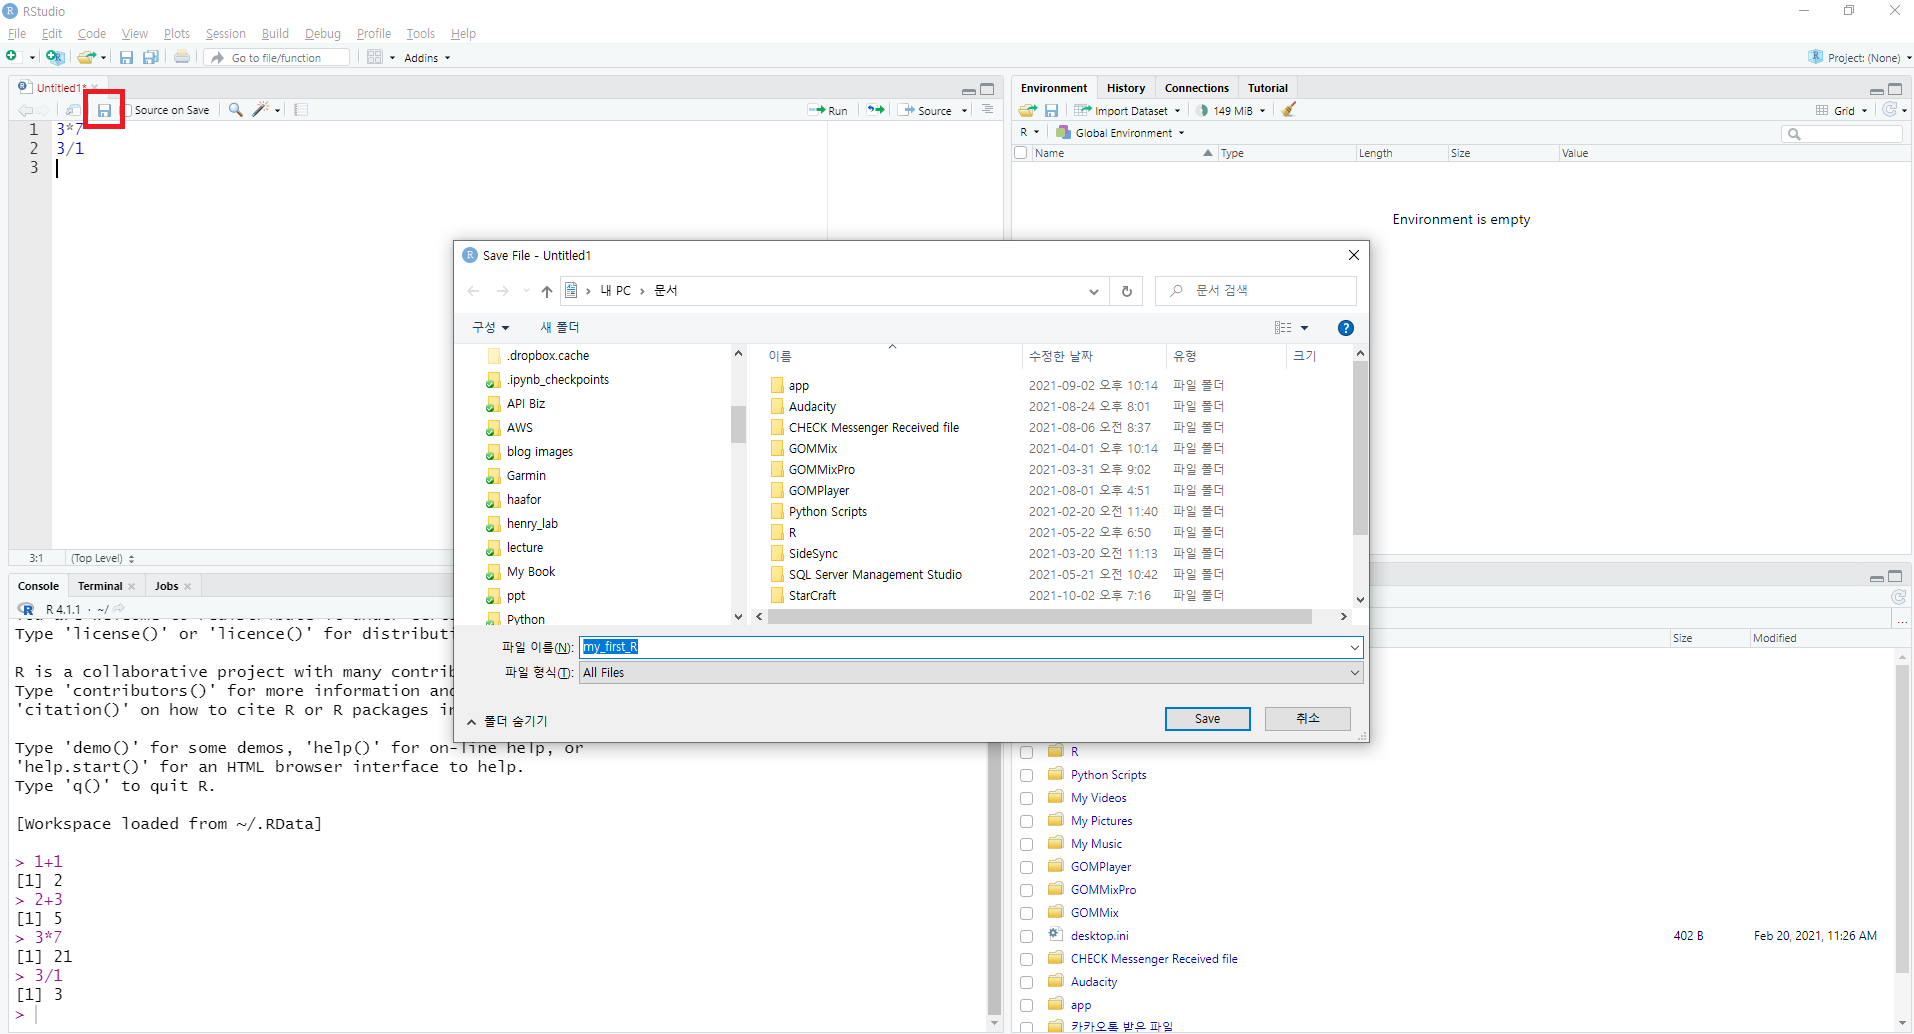 RStudio
File Edit Code View Plots Session Build Debug Profile Tools Help
Go to file/function Addins Project: (None)
Untitled1*
Source on Save Run Source
1 3*7
2 3/1
3
3:1 (Top Level)
Environment History Connections Tutorial
Import Dataset 149 MiB Grid
R Global Environment
Name Type Length Size Value
Environment is empty
Save File - Untitled1
내 PC > 문서 문서 검색
구성 새 폴더
.dropbox.cache
.ipynb_checkpoints
API Biz
AWS
blog images
Garmin
haafor
henry_lab
lecture
My Book
ppt
Python
이름 수정한 날짜 유형 크기
app 2021-09-02 오후 10:14 파일 폴더
Audacity 2021-08-24 오후 8:01 파일 폴더
CHECK Messenger Received file 2021-08-06 오전 8:37 파일 폴더
GOMMix 2021-04-01 오후 10:14 파일 폴더
GOMMixPro 2021-03-31 오후 9:02 파일 폴더
GOMPlayer 2021-08-01 오후 4:51 파일 폴더
Python Scripts 2021-02-20 오전 11:40 파일 폴더
R 2021-05-22 오후 6:50 파일 폴더
SideSync 2021-03-20 오전 11:13 파일 폴더
SQL Server Management Studio 2021-05-21 오전 10:42 파일 폴더
StarCraft 2021-10-02 오후 7:16 파일 폴더
파일 이름(N): my_first_R
파일 형식(T): All Files
폴더 숨기기 Save 취소
Console Terminal Jobs
R 4.1.1 · ~/
Type 'license()' or 'licence()' for distributi
R is a collaborative project with many contrib
Type 'contributors()' for more information and
'citation()' on how to cite R or R packages in
Type 'demo()' for some demos, 'help()' for on-line help, or
'help.start()' for an HTML browser interface to help.
Type 'q()' to quit R.
[Workspace loaded from ~/.RData]
> 1+1
[1] 2
> 2+3
[1] 5
> 3*7
[1] 21
> 3/1
[1] 3
>
...
Size Modified
R
Python Scripts
My Videos
My Pictures
My Music
GOMPlayer
GOMMixPro
GOMMix
desktop.ini 402 B Feb 20, 2021, 11:26 AM
CHECK Messenger Received file
Audacity
app
카카오톡 받은 파일